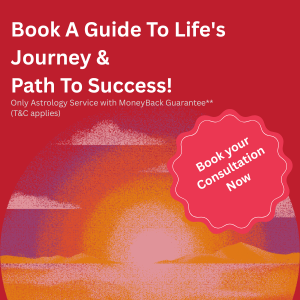 Book A Guide To Life's
Journey &
Path To Success!
Only Astrology Service with MoneyBack Guarantee**
(T&C applies)
Book your
Consultation
Now